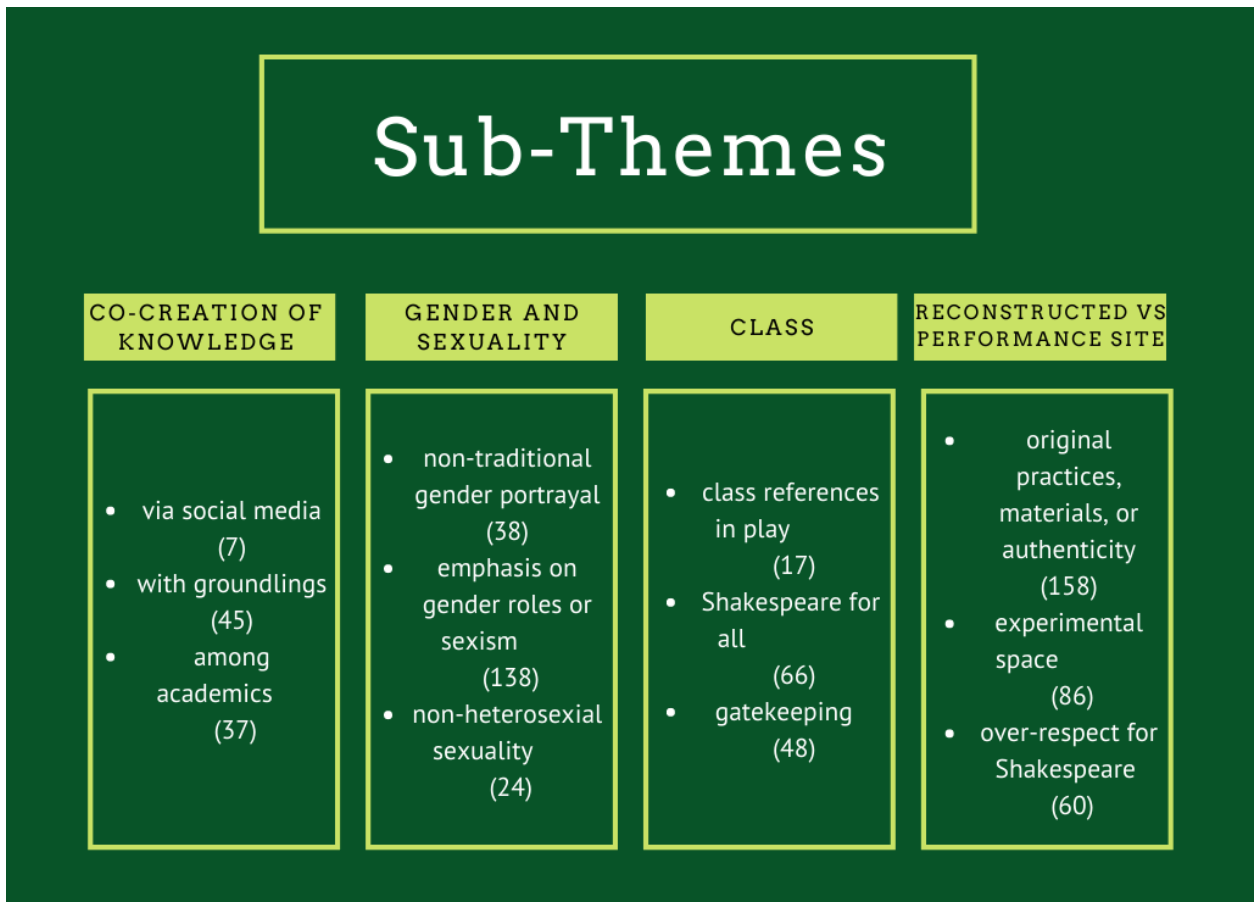 Sub-Themes
CO-CREATION OF
KNOWLEDGE
• via social media
(7)
• with groundlings
(45)
• among
academics
(37)
GENDER AND
SEXUALITY
• non-traditional
gender portrayal
(38)
• emphasis on
gender roles or
sexism
(138)
• non-heterosexial
sexuality
(24)
CLASS
• class references
in play
(17)
• Shakespeare for
all
(66)
• gatekeeping
(48)
RECONSTRUCTED VS
PERFORMANCE SITE
• original
practices,
materials, or
authenticity
(158)
• experimental
space
(86)
• over-respect for
Shakespeare
(60)